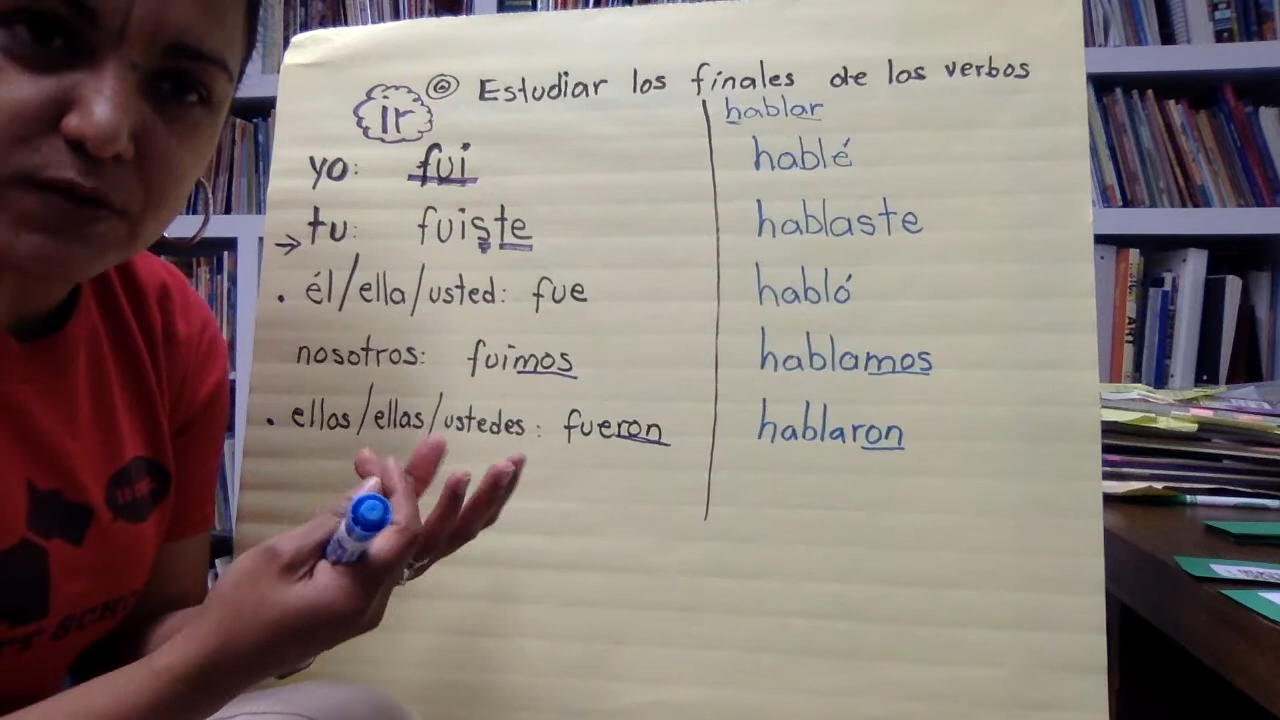 ◎ Estudiar los finales de los verbos
ir
hablar
yo: fui
hablé
tu: fuiste
hablaste
él/ella/usted: fue
habló
nosotros: fuimos
hablamos
ellos/ellas/ustedes: fueron
hablaron
ART